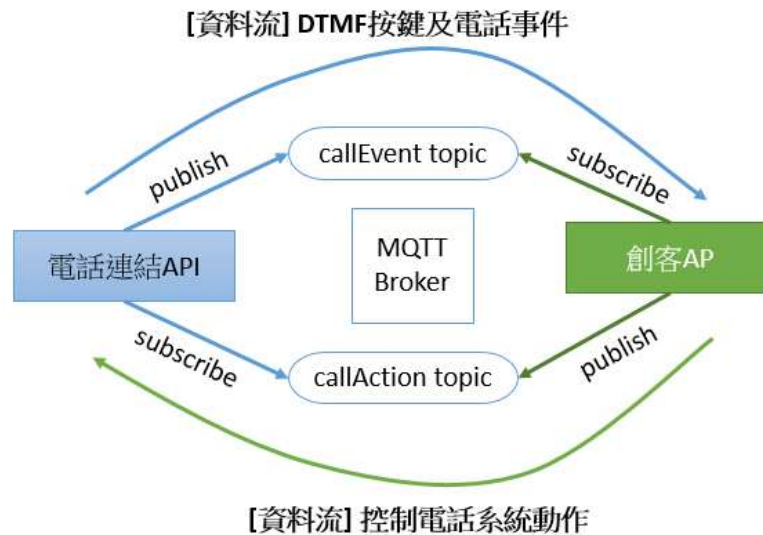 [資料流] DTMF按鍵及電話事件
publish
callEvent topic
subscribe
電話連結API
MQTT
Broker
創客AP
subscribe
callAction topic
publish
[資料流] 控制電話系統動作